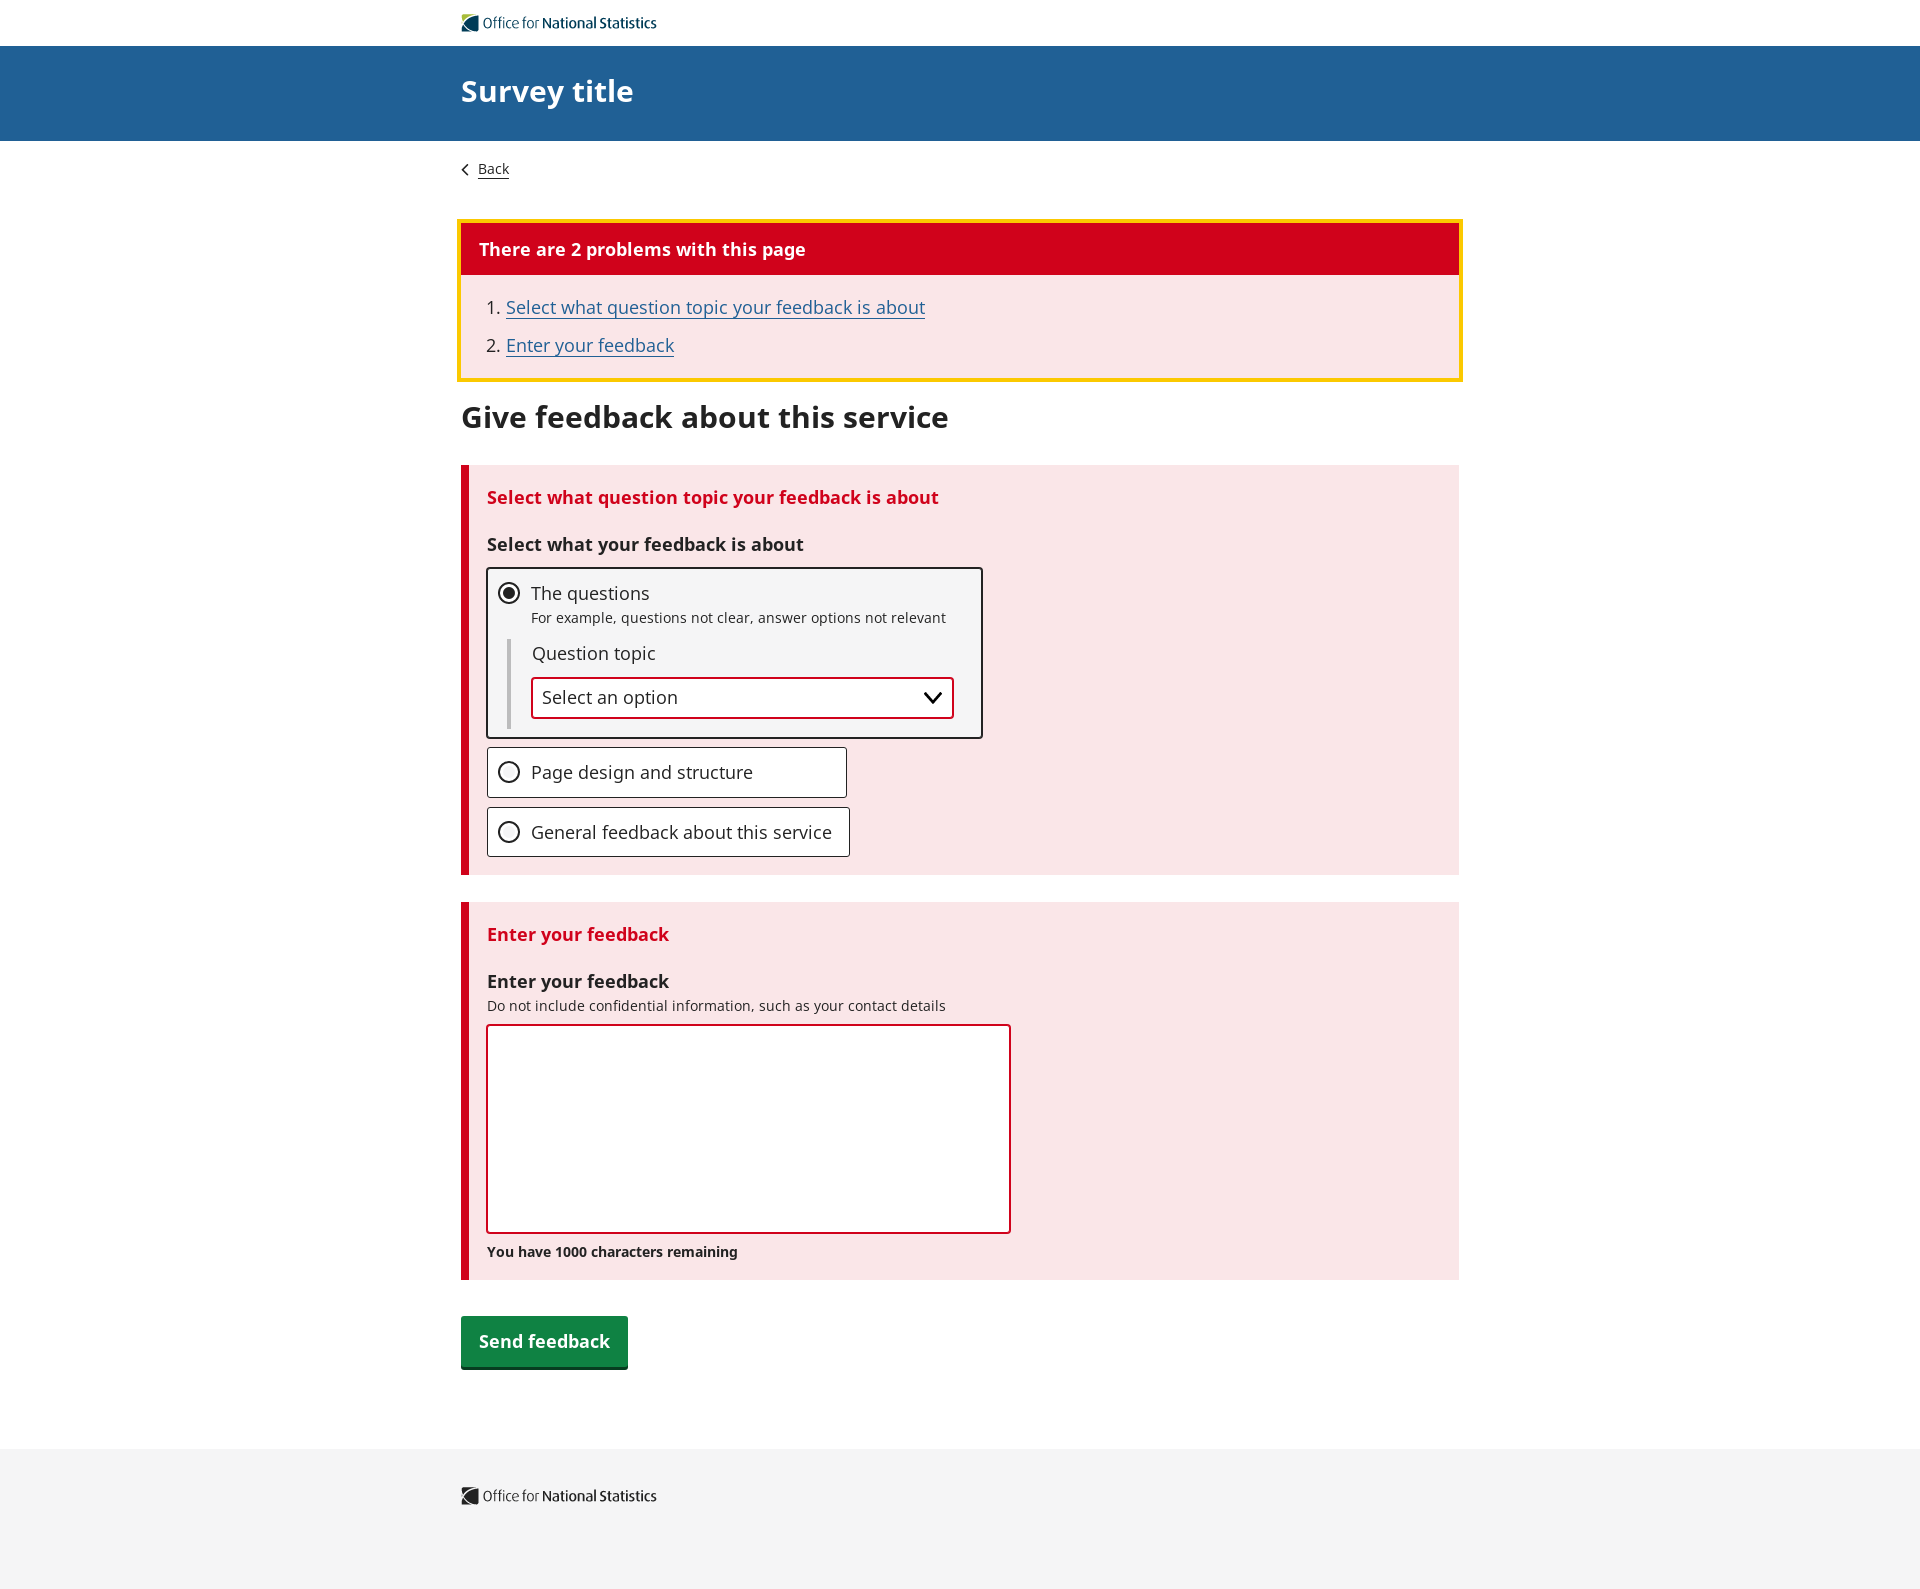 Office for National Statistics
Survey title
Back
There are 2 problems with this page
1. Select what question topic your feedback is about
2. Enter your feedback
Give feedback about this service
Select what question topic your feedback is about
Select what your feedback is about
The questions
For example, questions not clear, answer options not relevant
Question topic
Select an option
Page design and structure
General feedback about this service
Enter your feedback
Enter your feedback
Do not include confidential information, such as your contact details
You have 1000 characters remaining
Send feedback
Office for National Statistics